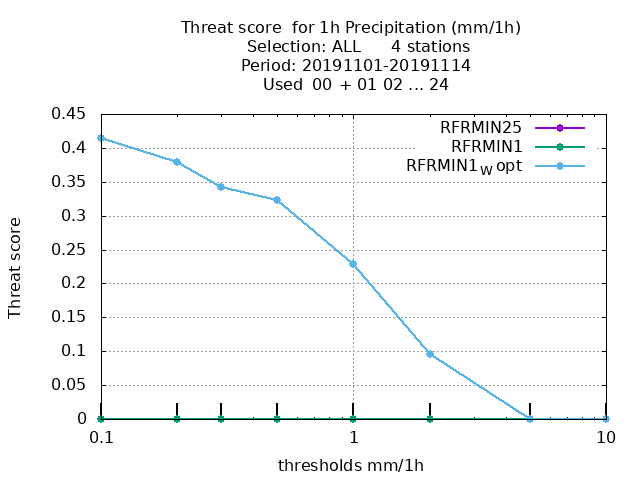 Threat score for 1h Precipitation (mm/1h)
Selection: ALL 4 stations
Period: 20191101-20191114
Used 00 + 01 02 ... 24
0.45
0.4
0.35
0.3
0.25
0.2
0.15
0.1
0.05
0
Threat score
RFRMIN25
RFRMIN1
RFRMIN1W opt
0.1 1 10
thresholds mm/1h